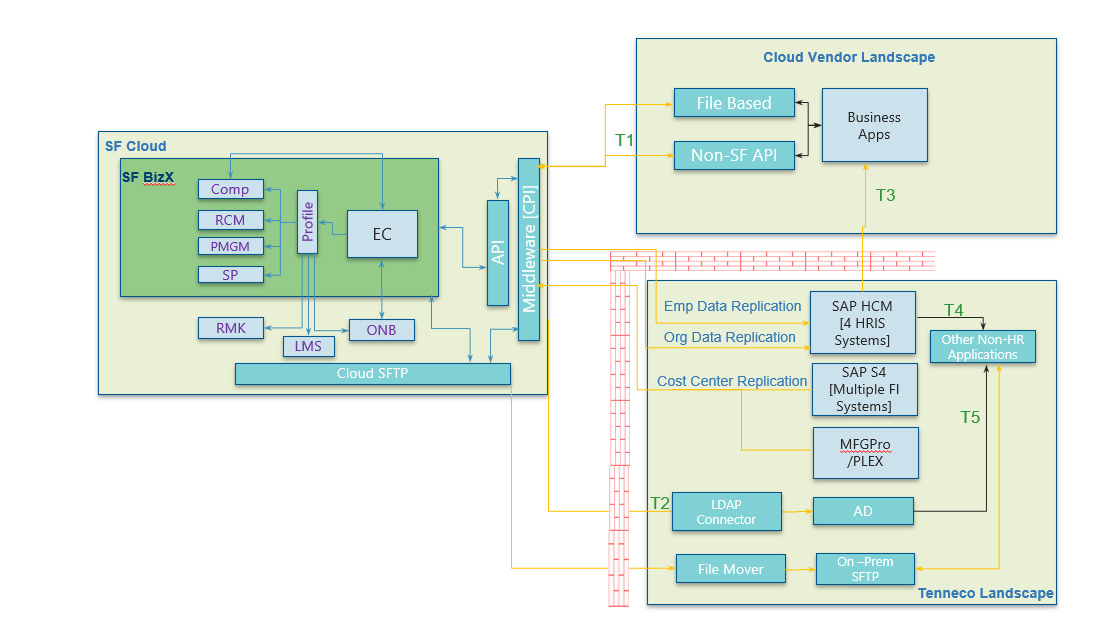 Cloud Vendor Landscape
File Based
Business
Apps
Non-SF API
T1
T3
SF Cloud
SF BizX
Comp
RCM
PMGM
SP
Profile
EC
API
Middleware [CPI]
RMK
LMS
ONB
Cloud SFTP
Emp Data Replication
Org Data Replication
SAP HCM
[4 HRIS
Systems]
T4
Other Non-HR
Applications
Cost Center Replication
SAP S4
[Multiple FI
Systems]
T5
MFGPro
/PLEX
T2
LDAP
Connector
AD
File Mover
On –Prem
SFTP
Tenneco Landscape